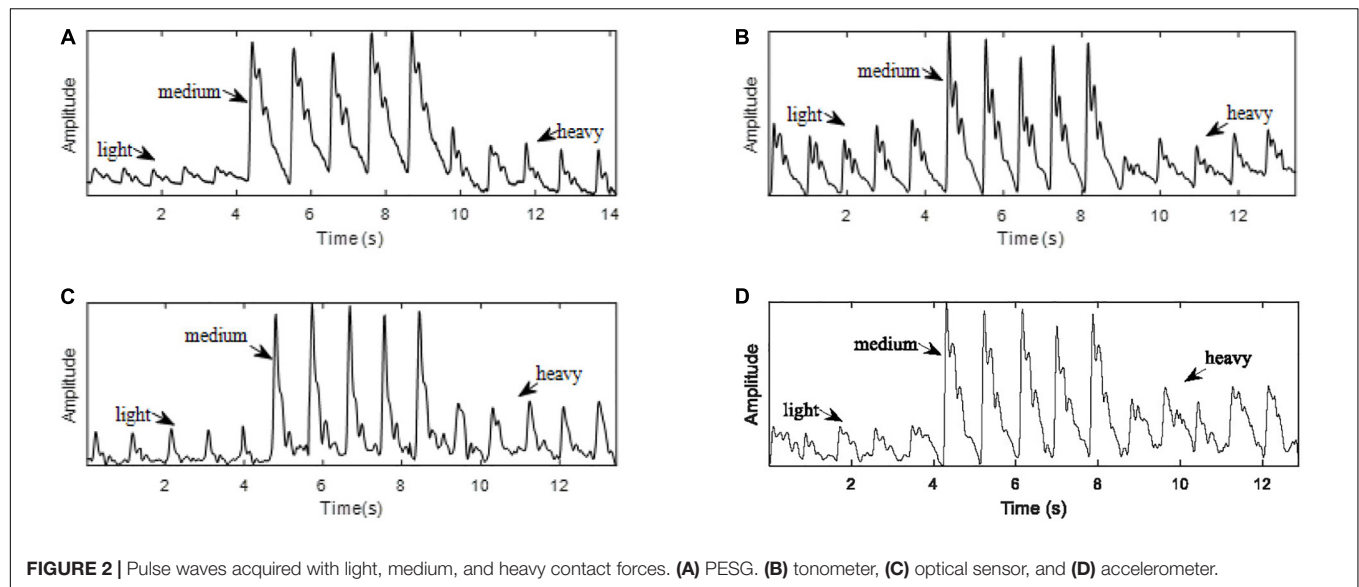 A
Amplitude
light
medium
heavy
2 4 6 8 10 12 14
Time (s)
B
Amplitude
light
medium
heavy
2 4 6 8 10 12
Time (s)
C
Amplitude
light
medium
heavy
2 4 6 8 10 12
Time(s)
D
Amplitude
light
medium
heavy
2 4 6 8 10 12
Time (s)
FIGURE 2 | Pulse waves acquired with light, medium, and heavy contact forces. (A) PESG. (B) tonometer, (C) optical sensor, and (D) accelerometer.